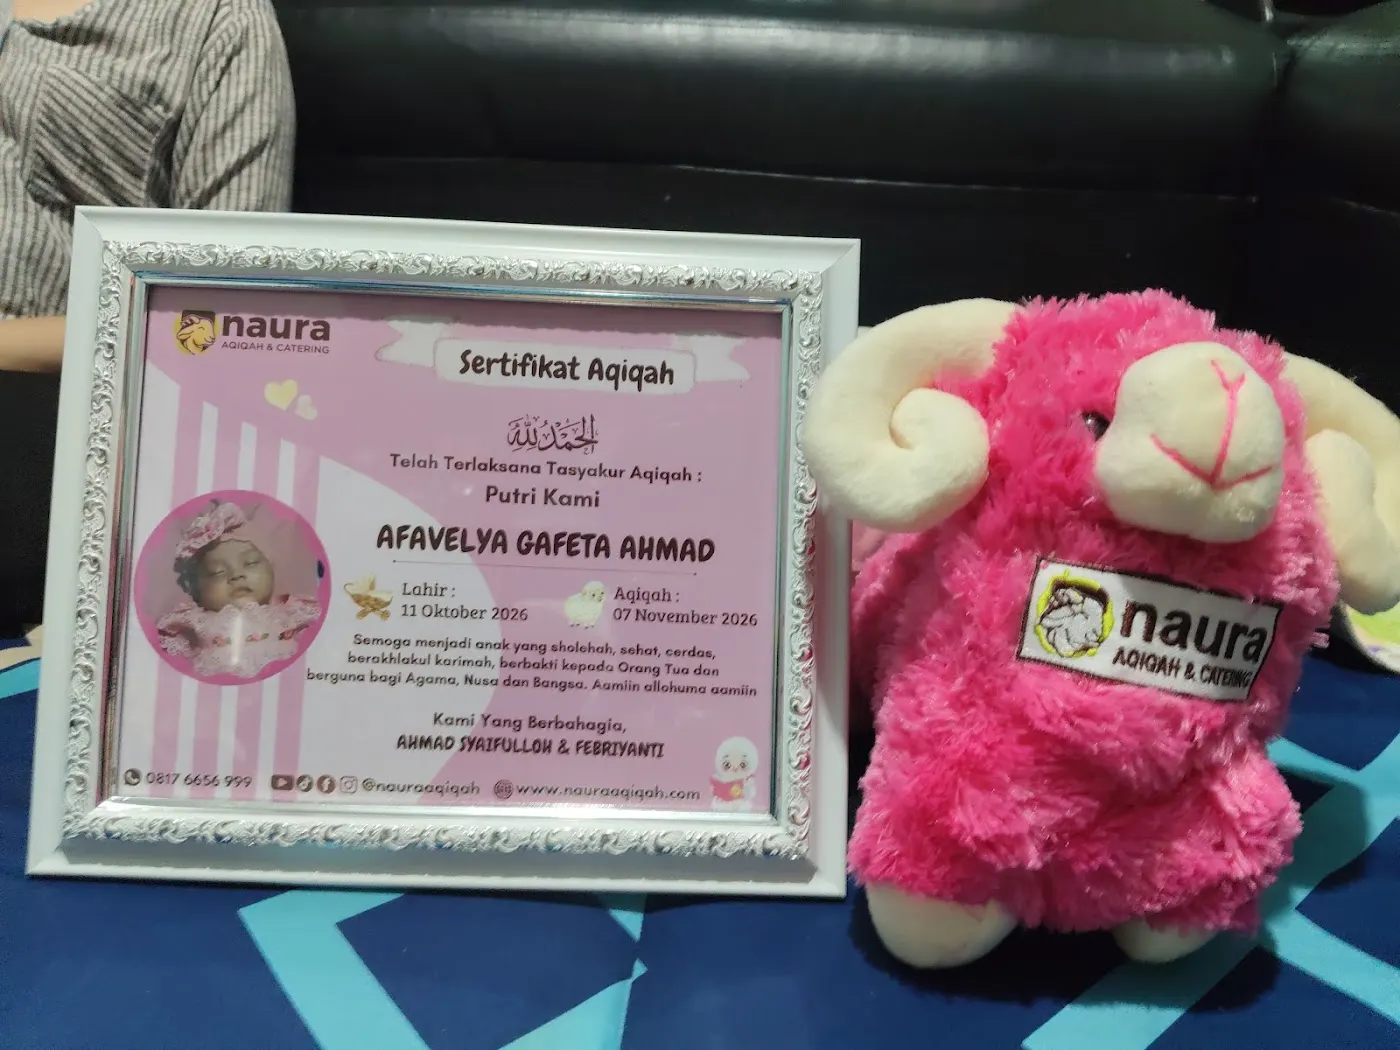 naura
AQIQAH & CATERING
Sertifikat Aqiqah
الحمد لله
Telah Terlaksana Tasyakur Aqiqah :
Putri Kami
AFAVELYA GAFETA AHMAD
Lahir :
11 Oktober 2026
Aqiqah :
07 November 2026
Semoga menjadi anak yang sholehah, sehat, cerdas,
berakhlakul karimah, berbakti kepada Orang Tua dan
berguna bagi Agama, Nusa dan Bangsa. Aamiin allohuma aamiin
Kami Yang Berbahagia,
AHMAD SYAIFULLOH & FEBRIYANTI
0817 6656 999
@nauraaqiqah
www.nauraaqiqah.com
naura
AQIQAH & CATERING